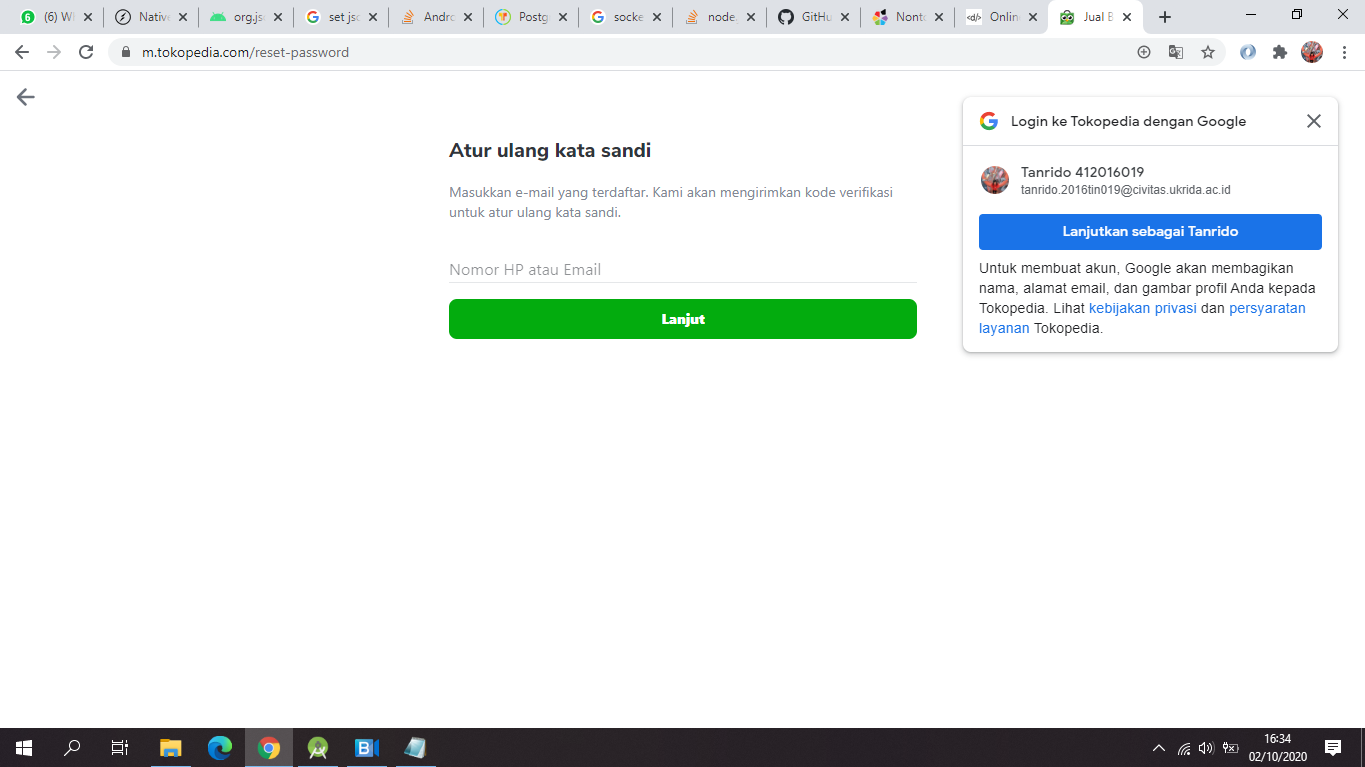 6 (6) Wh
Native
org.js
set jso
Andro
Postg
socke
node.
GitHu
Nonto
</> Onlin
Jual B
m.tokopedia.com/reset-password
Atur ulang kata sandi
Masukkan e-mail yang terdaftar. Kami akan mengirimkan kode verifikasi
untuk atur ulang kata sandi.
Nomor HP atau Email
Lanjut
Login ke Tokopedia dengan Google
Tanrido 412016019
tanrido.2016tin019@civitas.ukrida.ac.id
Lanjutkan sebagai Tanrido
Untuk membuat akun, Google akan membagikan
nama, alamat email, dan gambar profil Anda kepada
Tokopedia. Lihat kebijakan privasi dan persyaratan
layanan Tokopedia.
16:34
02/10/2020